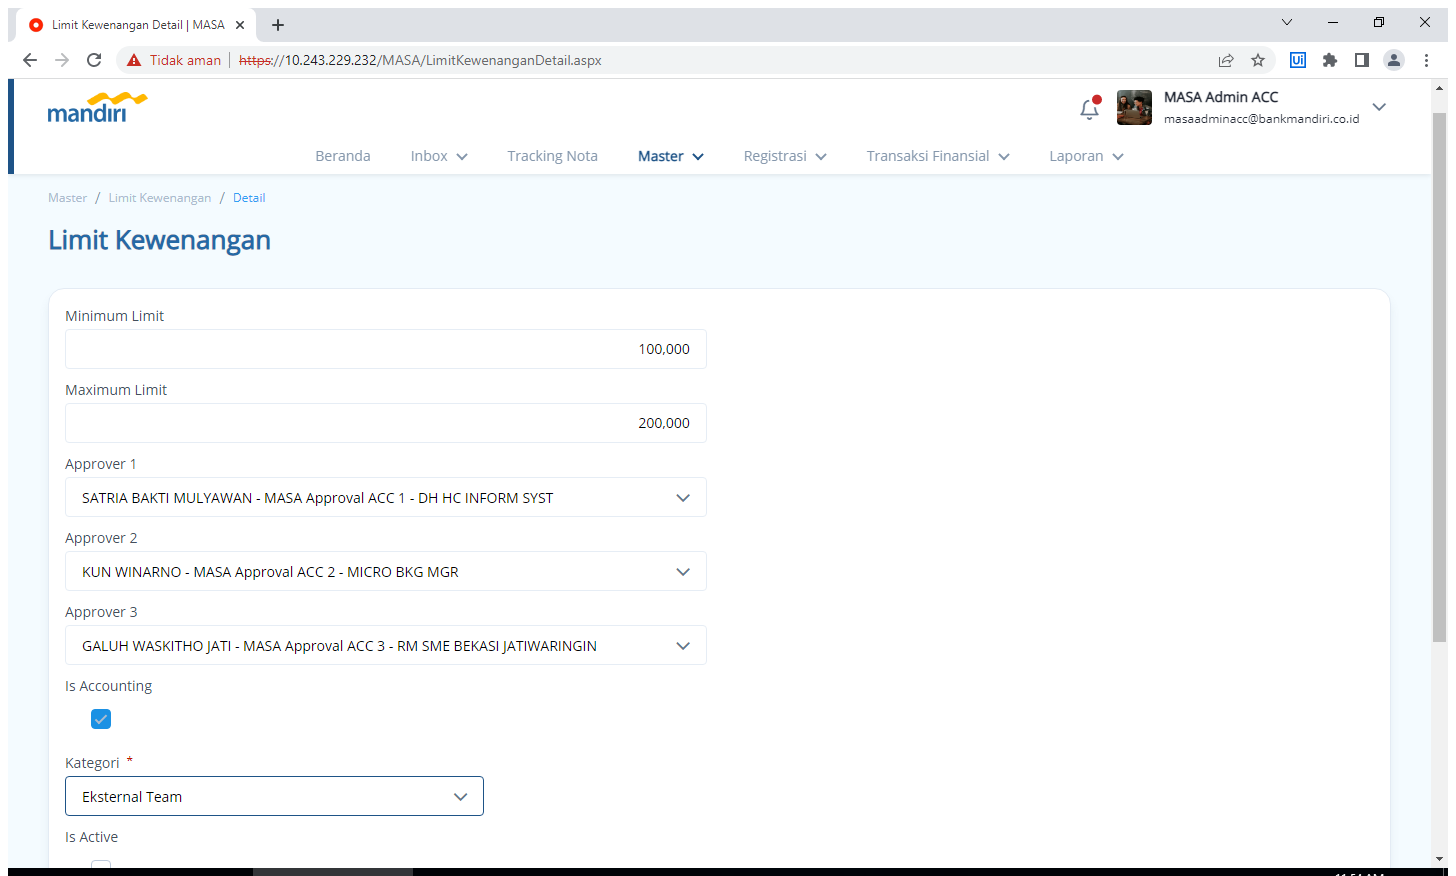 Limit Kewenangan Detail | MASA
Tidak aman | https://10.243.229.232/MASA/LimitKewenanganDetail.aspx
mandiri
MASA Admin ACC
masaadminacc@bankmandiri.co.id
Beranda Inbox Tracking Nota Master Registrasi Transaksi Finansial Laporan
Master / Limit Kewenangan / Detail
Limit Kewenangan
Minimum Limit
100,000
Maximum Limit
200,000
Approver 1
SATRIA BAKTI MULYAWAN - MASA Approval ACC 1 - DH HC INFORM SYST
Approver 2
KUN WINARNO - MASA Approval ACC 2 - MICRO BKG MGR
Approver 3
GALUH WASKITHO JATI - MASA Approval ACC 3 - RM SME BEKASI JATIWARINGIN
Is Accounting
Kategori *
Eksternal Team
Is Active